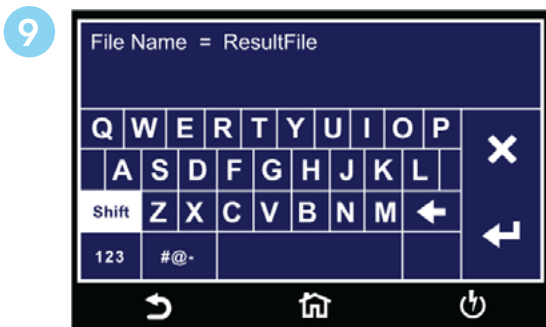 9
File Name = ResultFile
Q W E R T Y U I O P
A S D F G H J K L
Shift Z X C V B N M
123 #@-